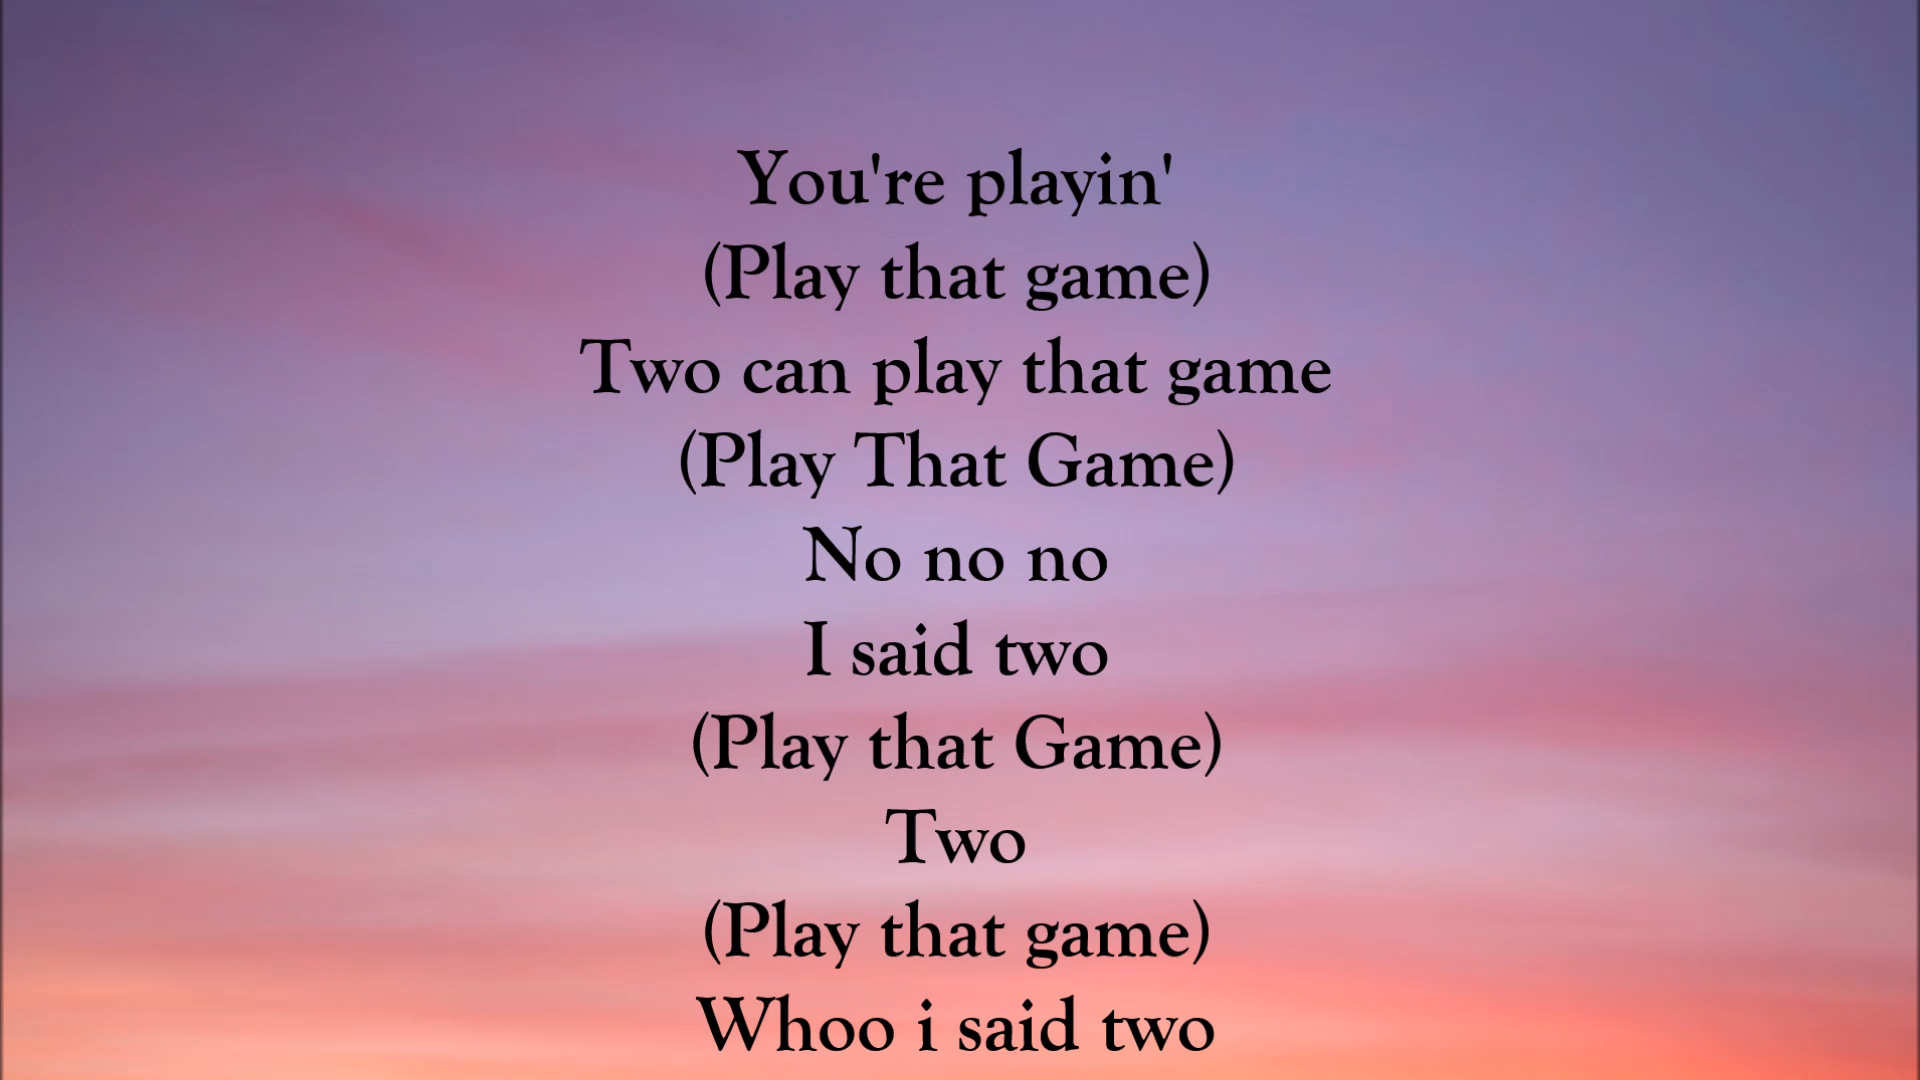 You're playin'
(Play that game)
Two can play that game
(Play That Game)
No no no
I said two
(Play that Game)
Two
(Play that game)
Whoo i said two